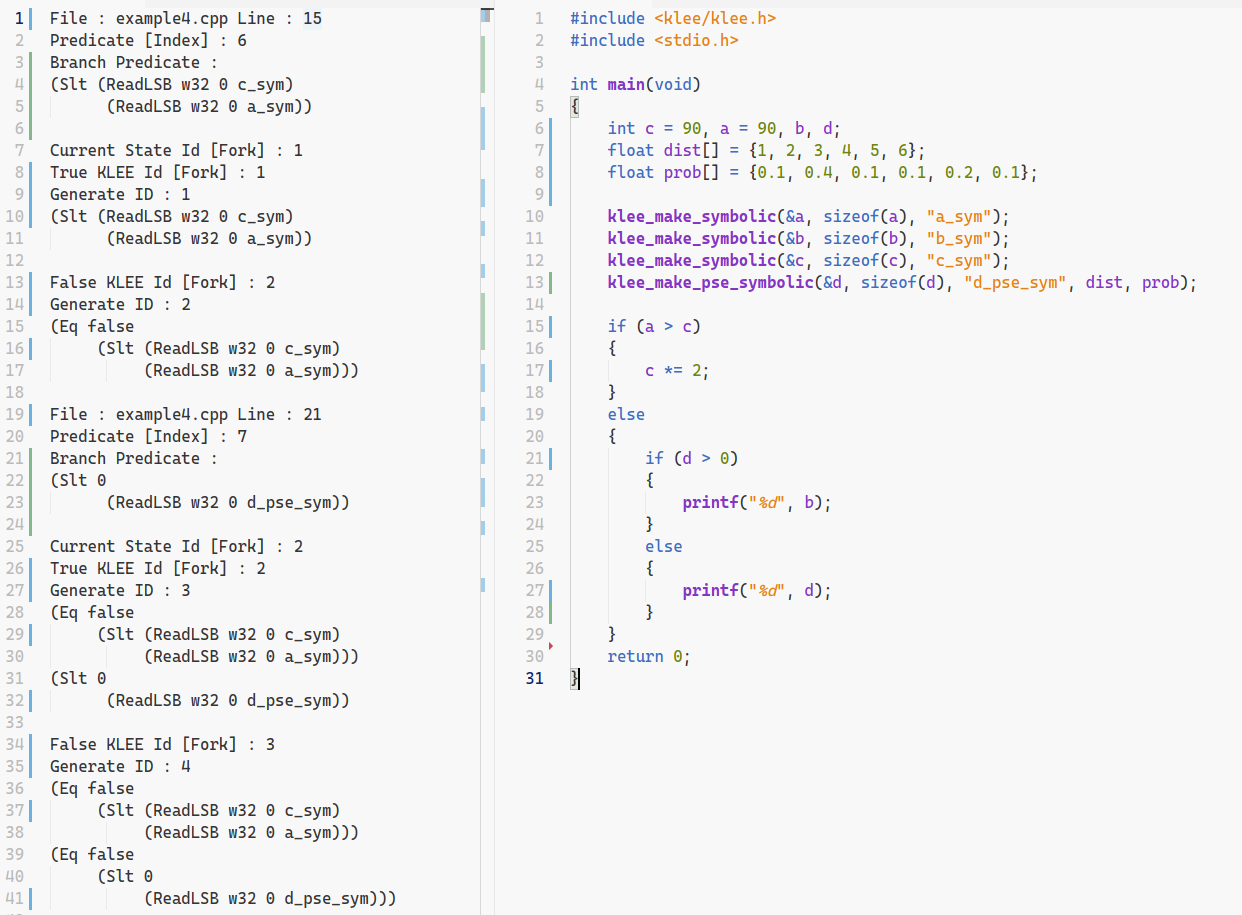 1 File : example4.cpp Line : 15
2 Predicate [Index] : 6
3 Branch Predicate :
4 (Slt (ReadLSB w32 0 c_sym)
5       (ReadLSB w32 0 a_sym))
6
7 Current State Id [Fork] : 1
8 True KLEE Id [Fork] : 1
9 Generate ID : 1
10 (Slt (ReadLSB w32 0 c_sym)
11       (ReadLSB w32 0 a_sym))
12
13 False KLEE Id [Fork] : 2
14 Generate ID : 2
15 (Eq false
16      (Slt (ReadLSB w32 0 c_sym)
17           (ReadLSB w32 0 a_sym)))
18
19 File : example4.cpp Line : 21
20 Predicate [Index] : 7
21 Branch Predicate :
22 (Slt 0
23       (ReadLSB w32 0 d_pse_sym))
24
25 Current State Id [Fork] : 2
26 True KLEE Id [Fork] : 2
27 Generate ID : 3
28 (Eq false
29      (Slt (ReadLSB w32 0 c_sym)
30           (ReadLSB w32 0 a_sym)))
31 (Slt 0
32       (ReadLSB w32 0 d_pse_sym))
33
34 False KLEE Id [Fork] : 3
35 Generate ID : 4
36 (Eq false
37      (Slt (ReadLSB w32 0 c_sym)
38           (ReadLSB w32 0 a_sym)))
39 (Eq false
40      (Slt 0
41           (ReadLSB w32 0 d_pse_sym)))
1 #include <klee/klee.h>
2 #include <stdio.h>
3
4 int main(void)
5 {
6     int c = 90, a = 90, b, d;
7     float dist[] = {1, 2, 3, 4, 5, 6};
8     float prob[] = {0.1, 0.4, 0.1, 0.1, 0.2, 0.1};
9
10     klee_make_symbolic(&a, sizeof(a), "a_sym");
11     klee_make_symbolic(&b, sizeof(b), "b_sym");
12     klee_make_symbolic(&c, sizeof(c), "c_sym");
13     klee_make_pse_symbolic(&d, sizeof(d), "d_pse_sym", dist, prob);
14
15     if (a > c)
16     {
17         c *= 2;
18     }
19     else
20     {
21         if (d > 0)
22         {
23             printf("%d", b);
24         }
25         else
26         {
27             printf("%d", d);
28         }
29     }
30     return 0;
31 }